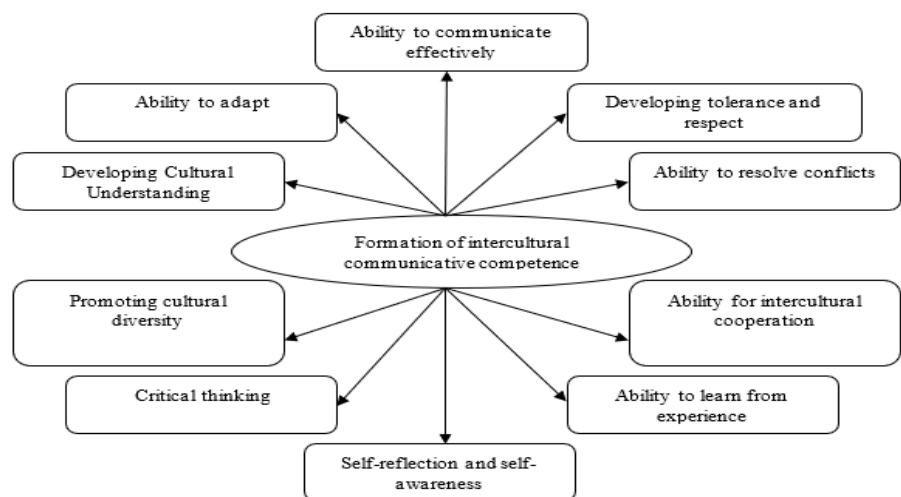 Ability to communicate
effectively
Ability to adapt
Developing tolerance and
respect
Developing Cultural
Understanding
Ability to resolve conflicts
Formation of intercultural
communicative competence
Promoting cultural
diversity
Ability for intercultural
cooperation
Critical thinking
Ability to learn from
experience
Self-reflection and self-
awareness